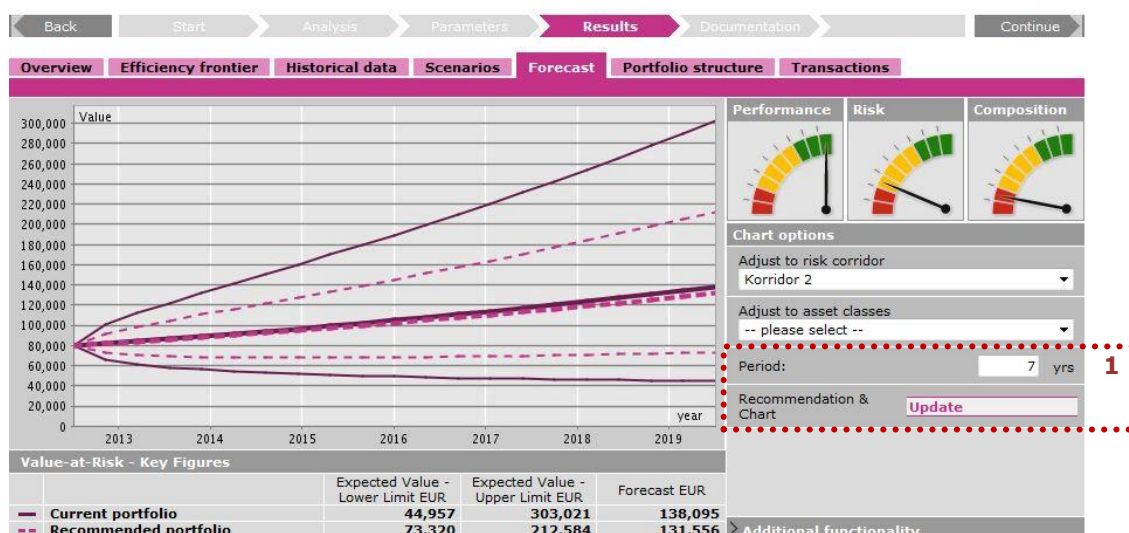 Back Start Analysis Parameters Results Documentation Continue
Overview Efficiency frontier Historical data Scenarios Forecast Portfolio structure Transactions
Value
300,000
280,000
260,000
240,000
220,000
200,000
180,000
160,000
140,000
120,000
100,000
80,000
60,000
40,000
20,000
0
year
2013 2014 2015 2016 2017 2018 2019
Performance Risk Composition
Chart options
Adjust to risk corridor
Korridor 2
Adjust to asset classes
-- please select --
Period: 7 yrs
1
Recommendation &
Chart
Update
Value-at-Risk - Key Figures
Expected Value -
Lower Limit EUR
Expected Value -
Upper Limit EUR
Forecast EUR
Current portfolio 44,957 303,021 138,095
Recommended portfolio 73,320 212,584 131,556
Additional functionality